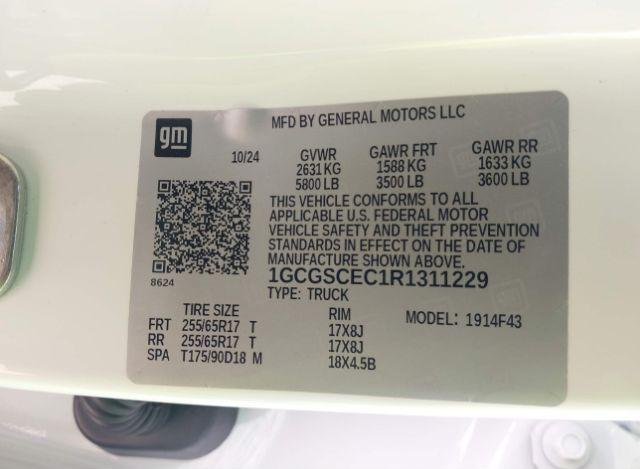 gm
MFD BY GENERAL MOTORS LLC
10/24 GVWR GAWR FRT GAWR RR
2631 KG 1588 KG 1633 KG
5800 LB 3500 LB 3600 LB
THIS VEHICLE CONFORMS TO ALL
APPLICABLE U.S. FEDERAL MOTOR
VEHICLE SAFETY AND THEFT PREVENTION
STANDARDS IN EFFECT ON THE DATE OF
MANUFACTURE SHOWN ABOVE.
8624 1GCGSCEC1R1311229
TYPE: TRUCK
TIRE SIZE RIM MODEL: 1914F43
FRT 255/65R17 T 17X8J
RR 255/65R17 T 17X8J
SPA T175/90D18 M 18X4.5B